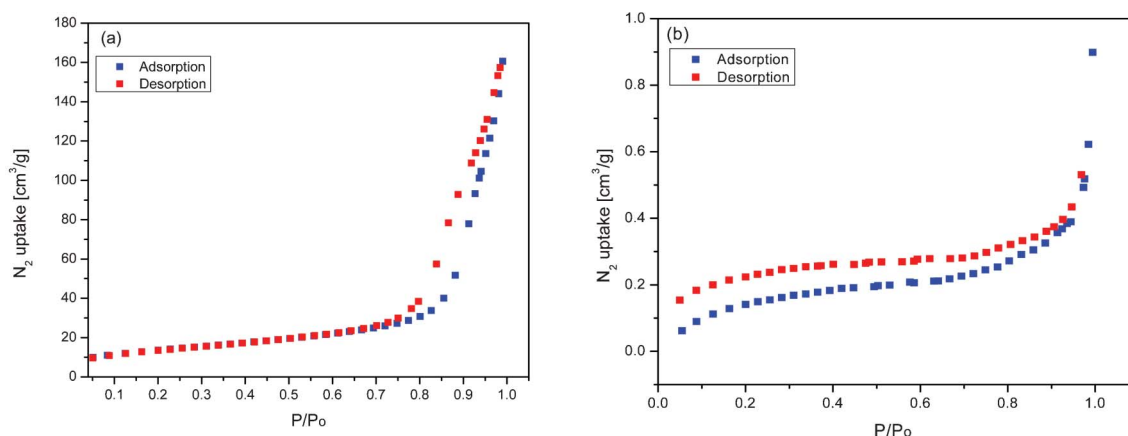 (a)
Adsorption
Desorption
N₂ uptake [cm³/g]
180
160
140
120
100
80
60
40
20
0
0.1 0.2 0.3 0.4 0.5 0.6 0.7 0.8 0.9 1.0
P/Po
(b)
Adsorption
Desorption
N₂ uptake [cm³/g]
1.0
0.8
0.6
0.4
0.2
0.0
0.0 0.2 0.4 0.6 0.8 1.0
P/Po